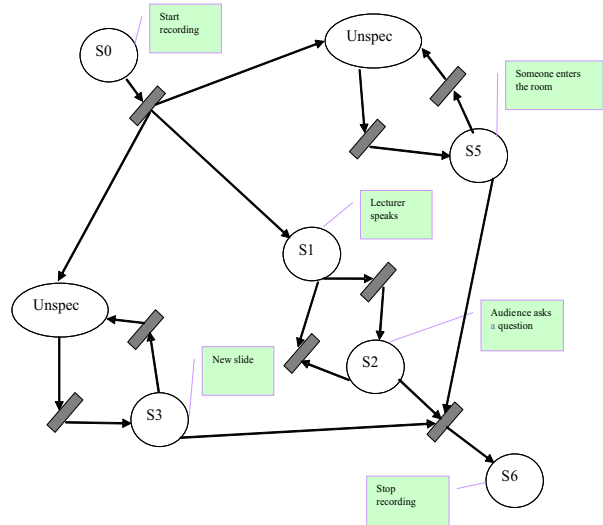 Start
recording
S0
Unspec
Someone enters
the room
S5
Lecturer
speaks
S1
Unspec
Audience asks
a question
New slide
S2
S3
S6
Stop
recording